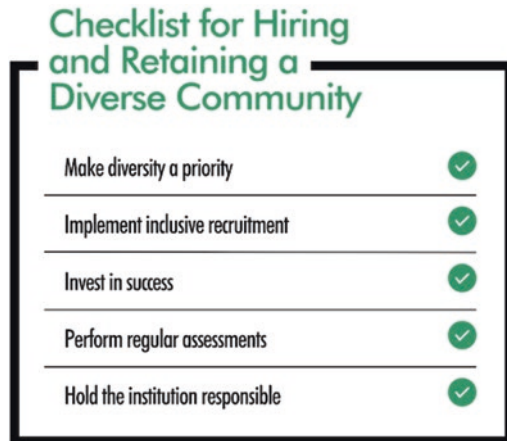 Checklist for Hiring
and Retaining a
Diverse Community
Make diversity a priority
Implement inclusive recruitment
Invest in success
Perform regular assessments
Hold the institution responsible